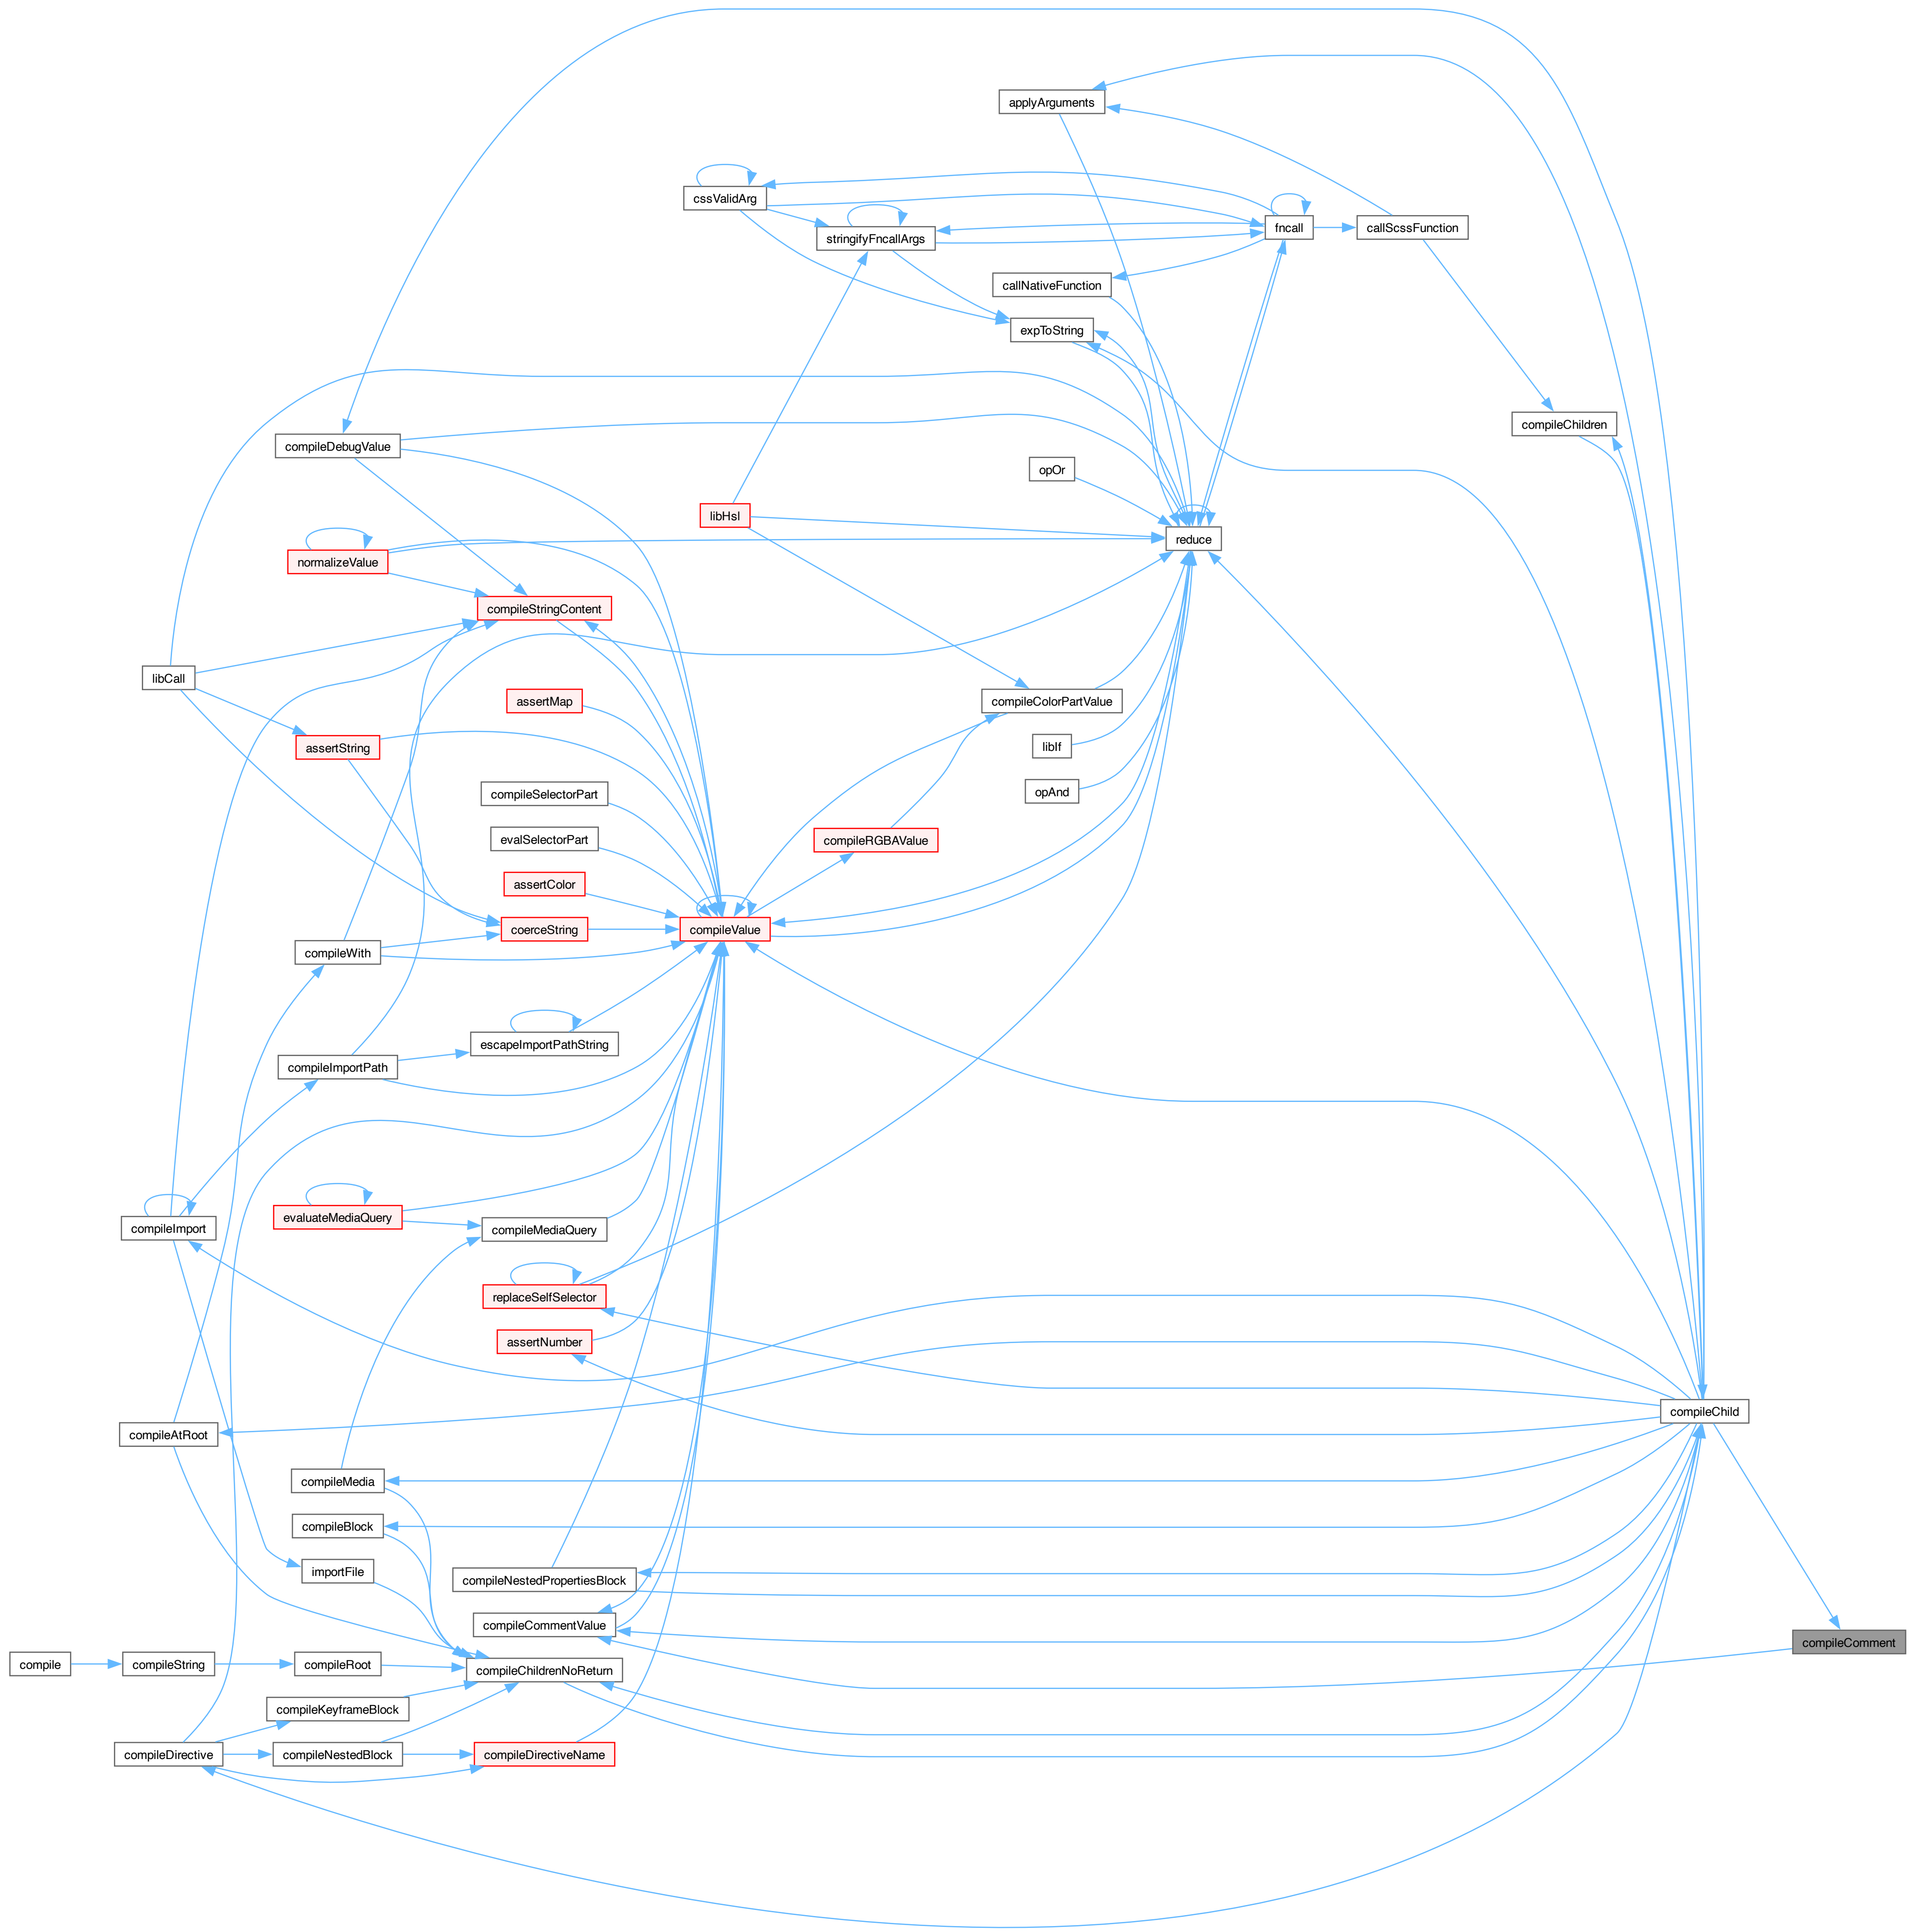 applyArguments
cssValidArg
stringifyFncallArgs
fncall
callScssFunction
callNativeFunction
expToString
compileChildren
compileDebugValue
opOr
libHsl
reduce
normalizeValue
compileStringContent
libCall
assertMap
compileColorPartValue
assertString
libIf
compileSelectorPart
opAnd
evalSelectorPart
compileRGBAValue
assertColor
coerceString
compileValue
compileWith
escapeImportPathString
compileImportPath
evaluateMediaQuery
compileImport
compileMediaQuery
replaceSelfSelector
assertNumber
compileChild
compileAtRoot
compileMedia
compileBlock
importFile
compileNestedPropertiesBlock
compileCommentValue
compileComment
compile
compileString
compileRoot
compileChildrenNoReturn
compileKeyframeBlock
compileDirective
compileNestedBlock
compileDirectiveName